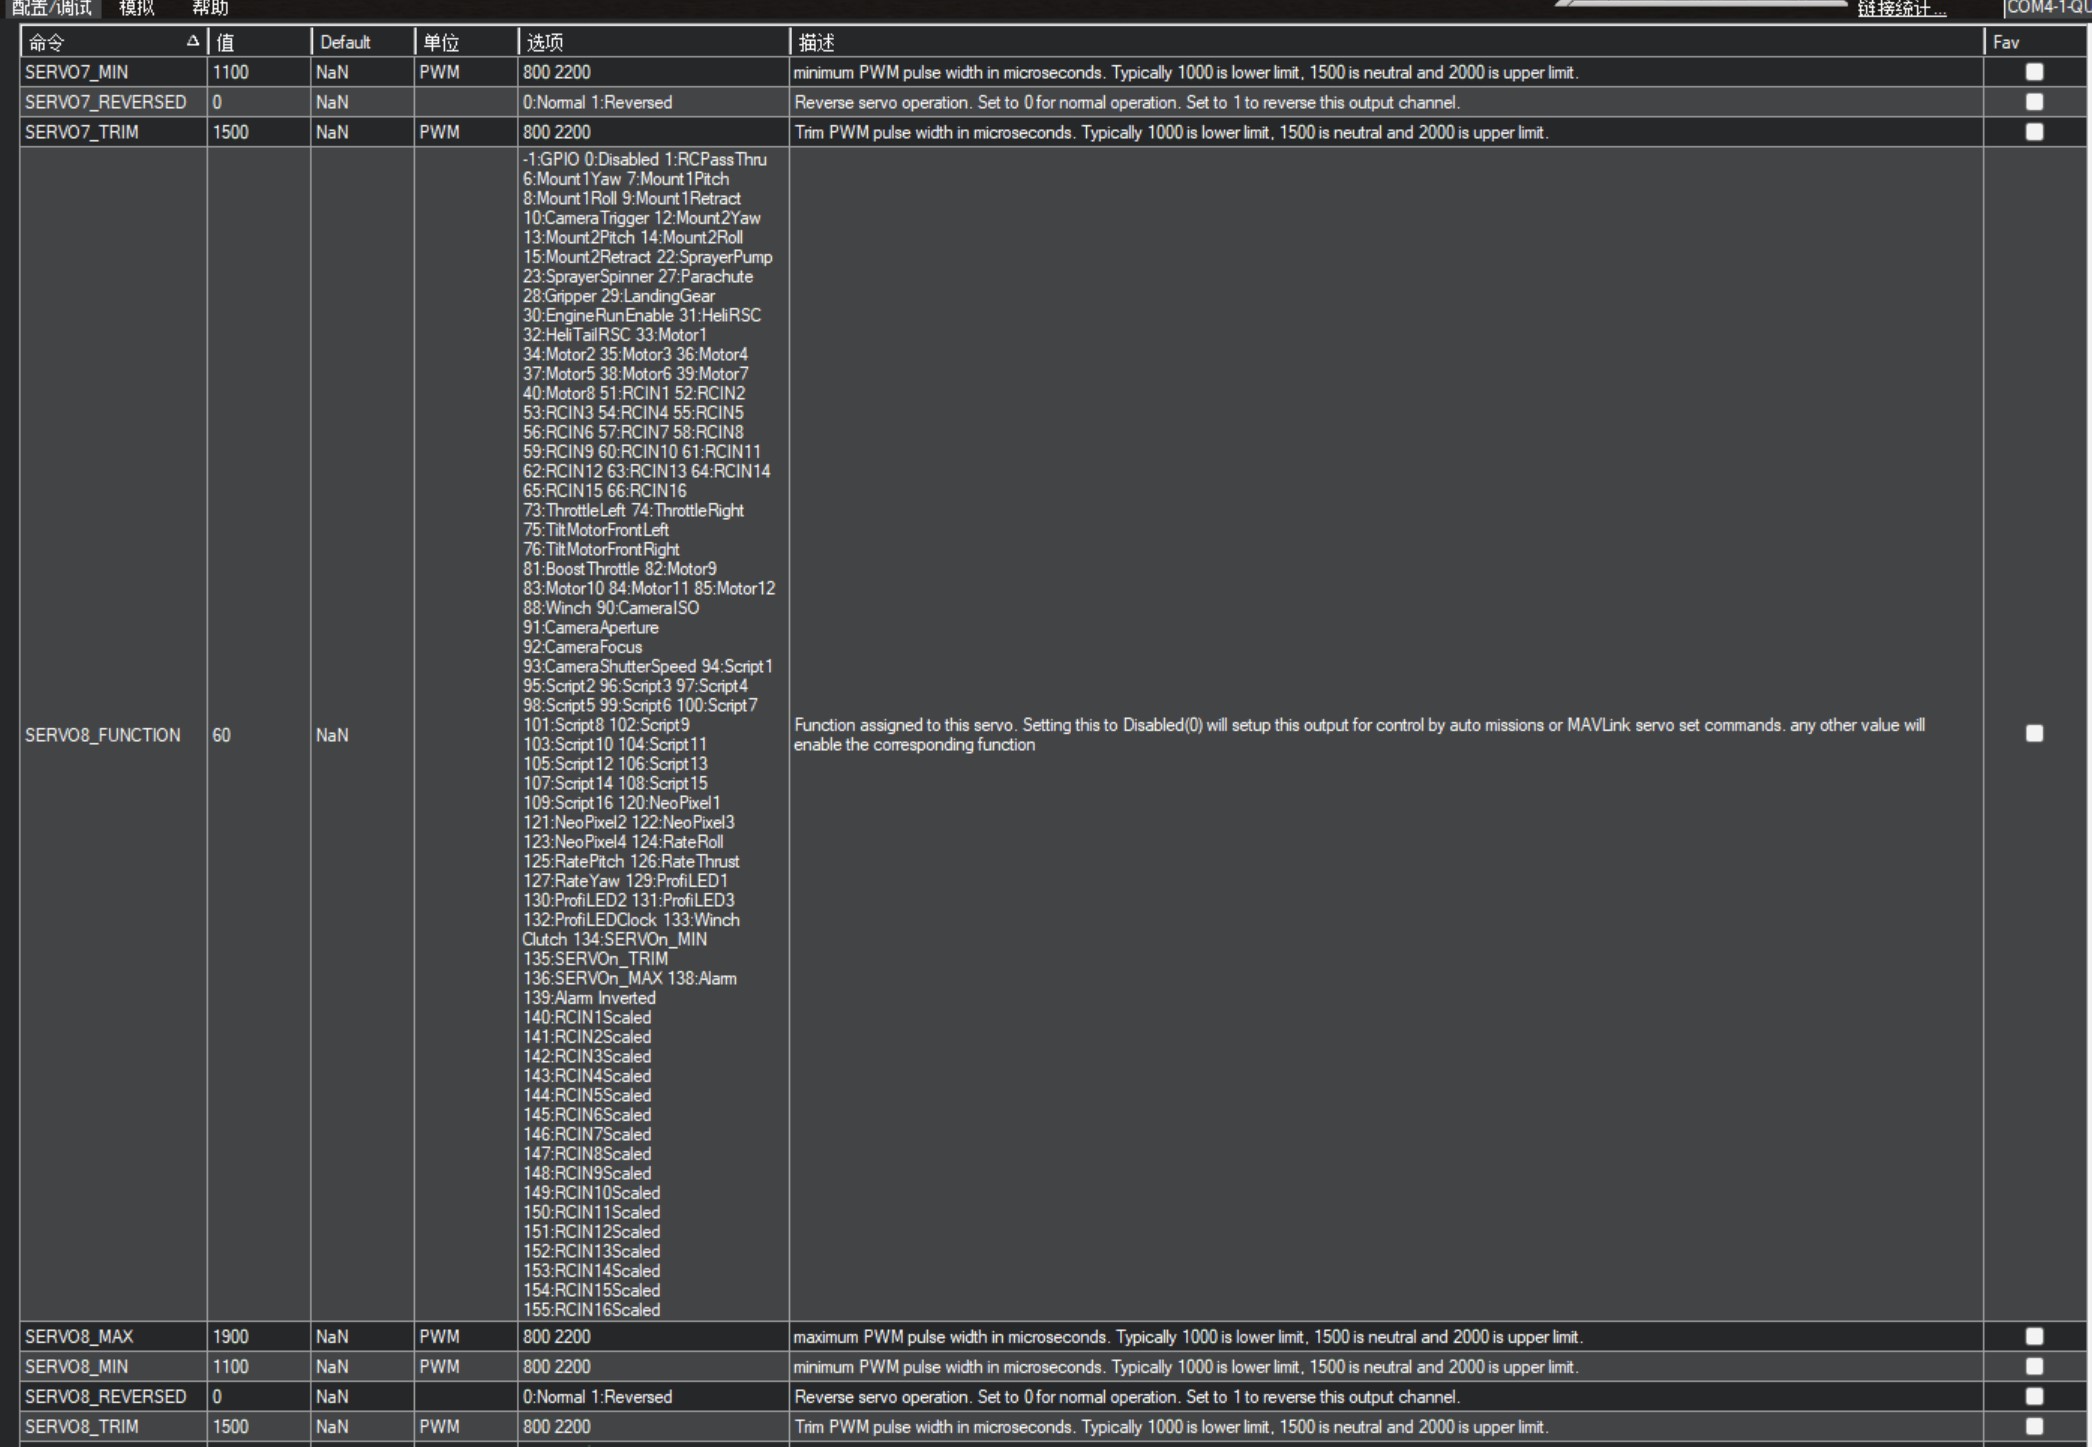 配置/调试 模拟 帮助 链接统计... COM4-1-QU
命令 值 Default 单位 选项 描述 Fav
SERVO7_MIN 1100 NaN PWM 800 2200 minimum PWM pulse width in microseconds. Typically 1000 is lower limit, 1500 is neutral and 2000 is upper limit.
SERVO7_REVERSED 0 NaN 0:Normal 1:Reversed Reverse servo operation. Set to 0 for normal operation. Set to 1 to reverse this output channel.
SERVO7_TRIM 1500 NaN PWM 800 2200 Trim PWM pulse width in microseconds. Typically 1000 is lower limit, 1500 is neutral and 2000 is upper limit.
SERVO8_FUNCTION 60 NaN
-1:GPIO 0:Disabled 1:RCPassThru
6:Mount1Yaw 7:Mount1Pitch
8:Mount1Roll 9:Mount1Retract
10:CameraTrigger 12:Mount2Yaw
13:Mount2Pitch 14:Mount2Roll
15:Mount2Retract 22:SprayerPump
23:SprayerSpinner 27:Parachute
28:Gripper 29:LandingGear
30:EngineRunEnable 31:HeliRSC
32:HeliTailRSC 33:Motor1
34:Motor2 35:Motor3 36:Motor4
37:Motor5 38:Motor6 39:Motor7
40:Motor8 51:RCIN1 52:RCIN2
53:RCIN3 54:RCIN4 55:RCIN5
56:RCIN6 57:RCIN7 58:RCIN8
59:RCIN9 60:RCIN10 61:RCIN11
62:RCIN12 63:RCIN13 64:RCIN14
65:RCIN15 66:RCIN16
73:ThrottleLeft 74:ThrottleRight
75:TiltMotorFrontLeft
76:TiltMotorFrontRight
81:BoostThrottle 82:Motor9
83:Motor10 84:Motor11 85:Motor12
88:Winch 90:CameraISO
91:CameraAperture
92:CameraFocus
93:CameraShutterSpeed 94:Script1
95:Script2 96:Script3 97:Script4
98:Script5 99:Script6 100:Script7
101:Script8 102:Script9
103:Script10 104:Script11
105:Script12 106:Script13
107:Script14 108:Script15
109:Script16 120:NeoPixel1
121:NeoPixel2 122:NeoPixel3
123:NeoPixel4 124:RateRoll
125:RatePitch 126:RateThrust
127:RateYaw 129:ProfiLED1
130:ProfiLED2 131:ProfiLED3
132:ProfiLEDClock 133:Winch
Clutch 134:SERVOn_MIN
135:SERVOn_TRIM
136:SERVOn_MAX 138:Alarm
139:Alarm Inverted
140:RCIN1Scaled
141:RCIN2Scaled
142:RCIN3Scaled
143:RCIN4Scaled
144:RCIN5Scaled
145:RCIN6Scaled
146:RCIN7Scaled
147:RCIN8Scaled
148:RCIN9Scaled
149:RCIN10Scaled
150:RCIN11Scaled
151:RCIN12Scaled
152:RCIN13Scaled
153:RCIN14Scaled
154:RCIN15Scaled
155:RCIN16Scaled
Function assigned to this servo. Setting this to Disabled(0) will setup this output for control by auto missions or MAVLink servo set commands. any other value will
enable the corresponding function
SERVO8_MAX 1900 NaN PWM 800 2200 maximum PWM pulse width in microseconds. Typically 1000 is lower limit, 1500 is neutral and 2000 is upper limit.
SERVO8_MIN 1100 NaN PWM 800 2200 minimum PWM pulse width in microseconds. Typically 1000 is lower limit, 1500 is neutral and 2000 is upper limit.
SERVO8_REVERSED 0 NaN 0:Normal 1:Reversed Reverse servo operation. Set to 0 for normal operation. Set to 1 to reverse this output channel.
SERVO8_TRIM 1500 NaN PWM 800 2200 Trim PWM pulse width in microseconds. Typically 1000 is lower limit, 1500 is neutral and 2000 is upper limit.